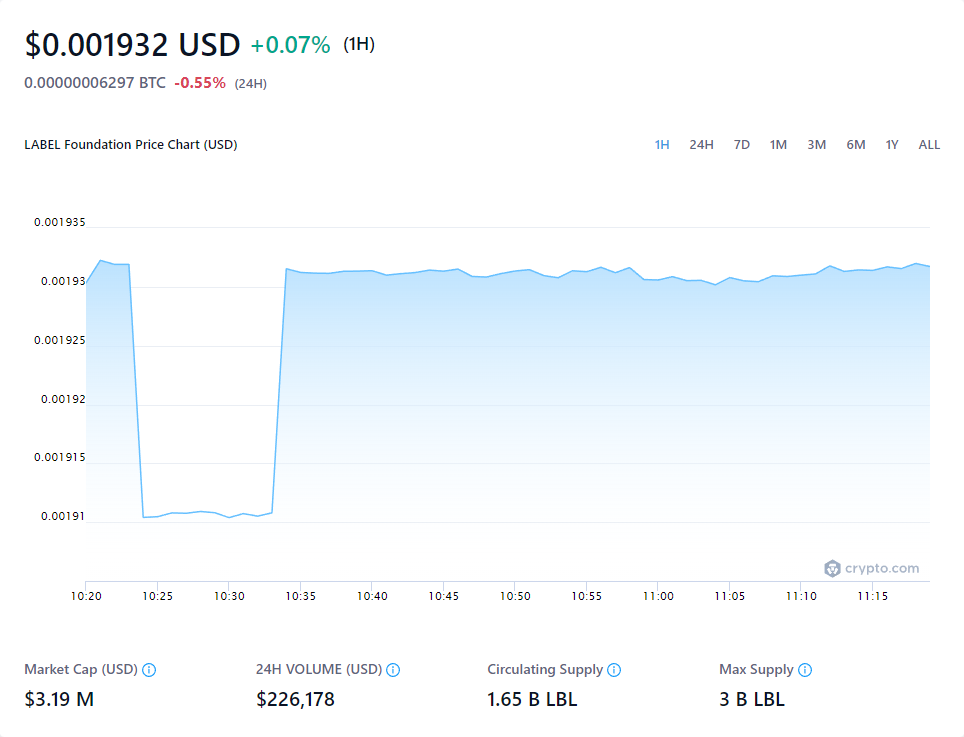 $0.001932 USD +0.07% (1H)
0.00000006297 BTC -0.55% (24H)
LABEL Foundation Price Chart (USD)
1H 24H 7D 1M 3M 6M 1Y ALL
0.001935
0.00193
0.001925
0.00192
0.001915
0.00191
crypto.com
10:20 10:25 10:30 10:35 10:40 10:45 10:50 10:55 11:00 11:05 11:10 11:15
Market Cap (USD) 24H VOLUME (USD) Circulating Supply Max Supply
$3.19 M $226,178 1.65 B LBL 3 B LBL